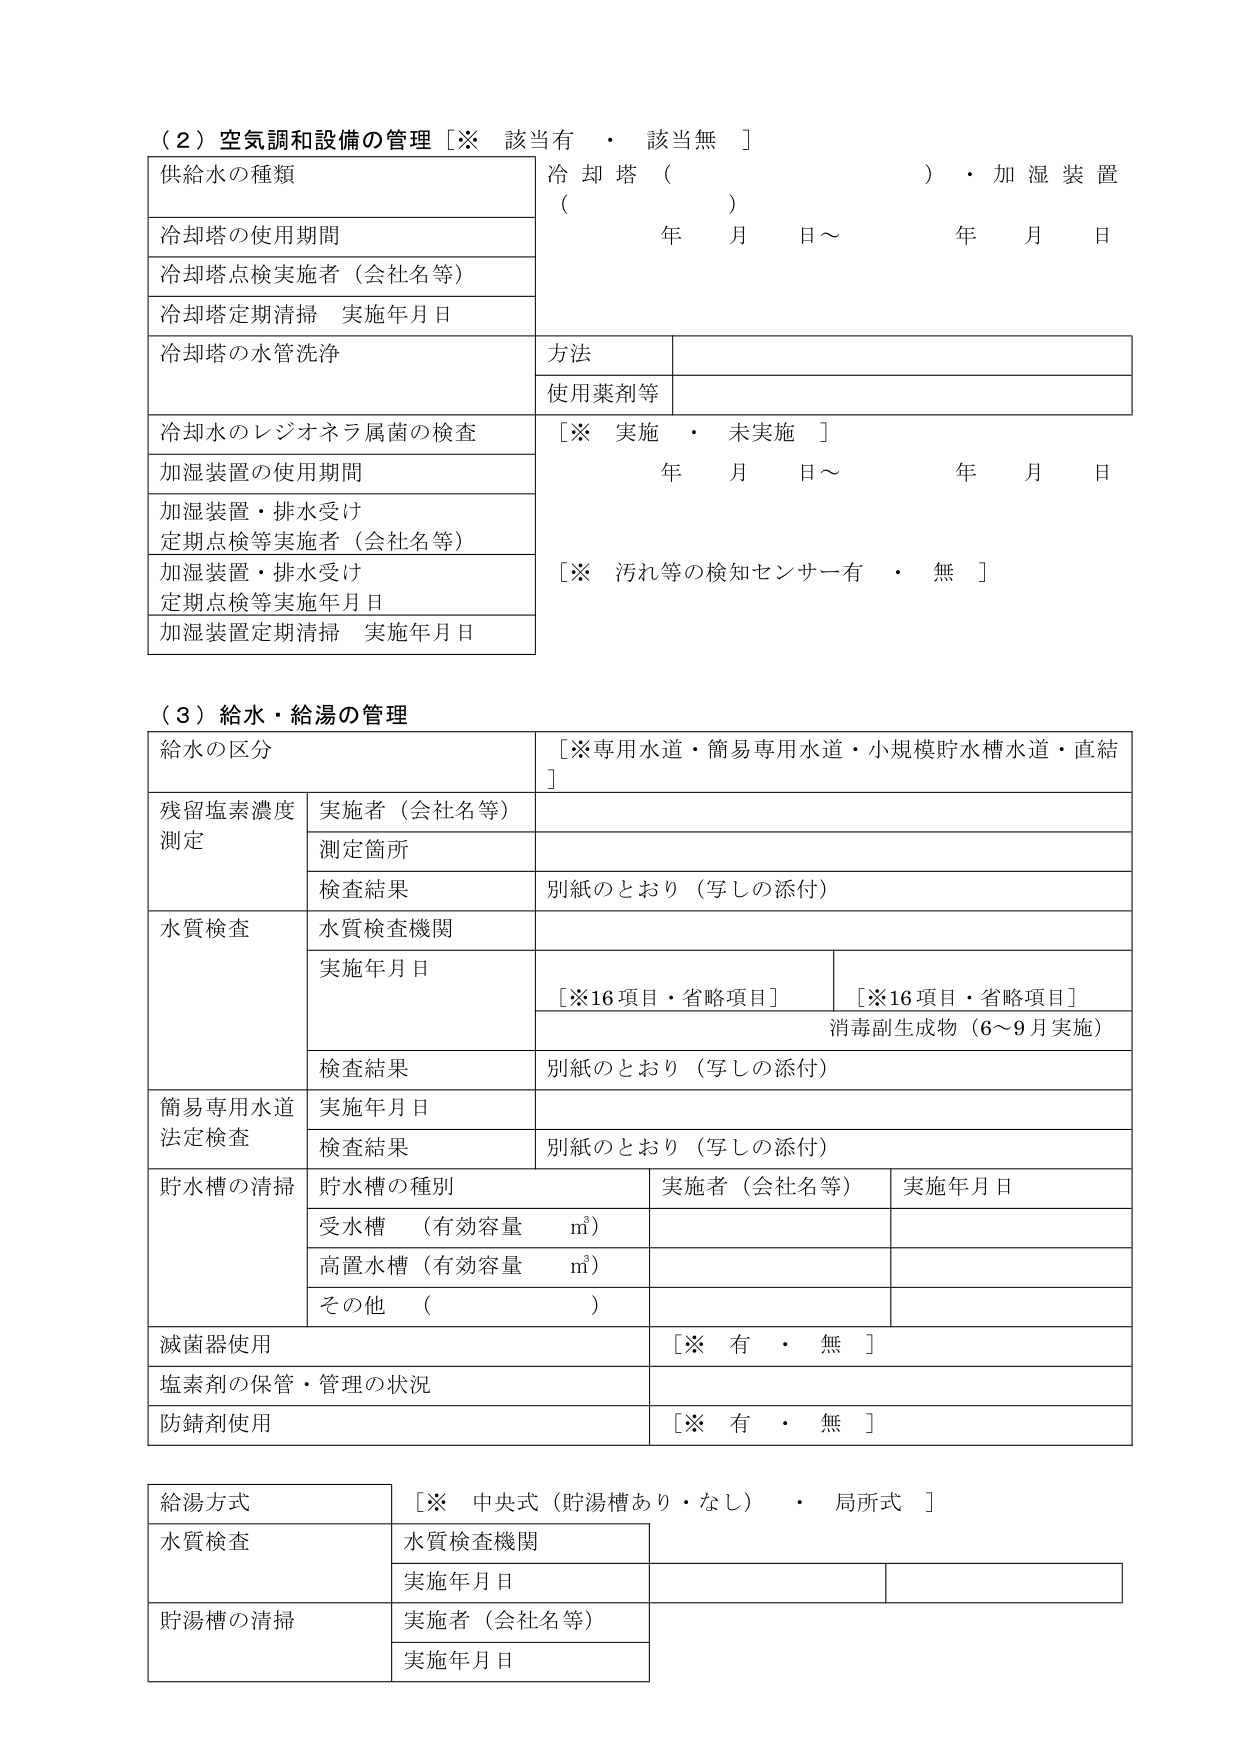 （２）空気調和設備の管理［※　該当有　・　該当無　］
供給水の種類　冷却塔（　　　　　　　　）・加湿装置
（　　　　　　　）
冷却塔の使用期間　年　月　日～　　　年　月　日
冷却塔点検実施者（会社名等）
冷却塔定期清掃　実施年月日
冷却塔の水管洗浄　方法
使用薬剤等
冷却水のレジオネラ属菌の検査　［※　実施　・　未実施　］
加湿装置の使用期間　年　月　日～　　　年　月　日
加湿装置・排水受け
定期点検等実施者（会社名等）
加湿装置・排水受け　［※　汚れ等の検知センサー有　・　無　］
定期点検等実施年月日
加湿装置定期清掃　実施年月日
（３）給水・給湯の管理
給水の区分　［※専用水道・簡易専用水道・小規模貯水槽水道・直結
］
残留塩素濃度　実施者（会社名等）
測定　測定箇所
検査結果　別紙のとおり（写しの添付）
水質検査　水質検査機関
実施年月日
［※16 項目・省略項目］　［※16 項目・省略項目］
消毒副生成物（6～9 月実施）
検査結果　別紙のとおり（写しの添付）
簡易専用水道　実施年月日
法定検査　検査結果　別紙のとおり（写しの添付）
貯水槽の清掃　貯水槽の種別　実施者（会社名等）　実施年月日
受水槽　（有効容量　　㎥）
高置水槽（有効容量　　㎥）
その他　（　　　　　　　）
滅菌器使用　［※　有　・　無　］
塩素剤の保管・管理の状況
防錆剤使用　［※　有　・　無　］
給湯方式　［※　中央式（貯湯槽あり・なし）　・　局所式　］
水質検査　水質検査機関
実施年月日
貯湯槽の清掃　実施者（会社名等）
実施年月日